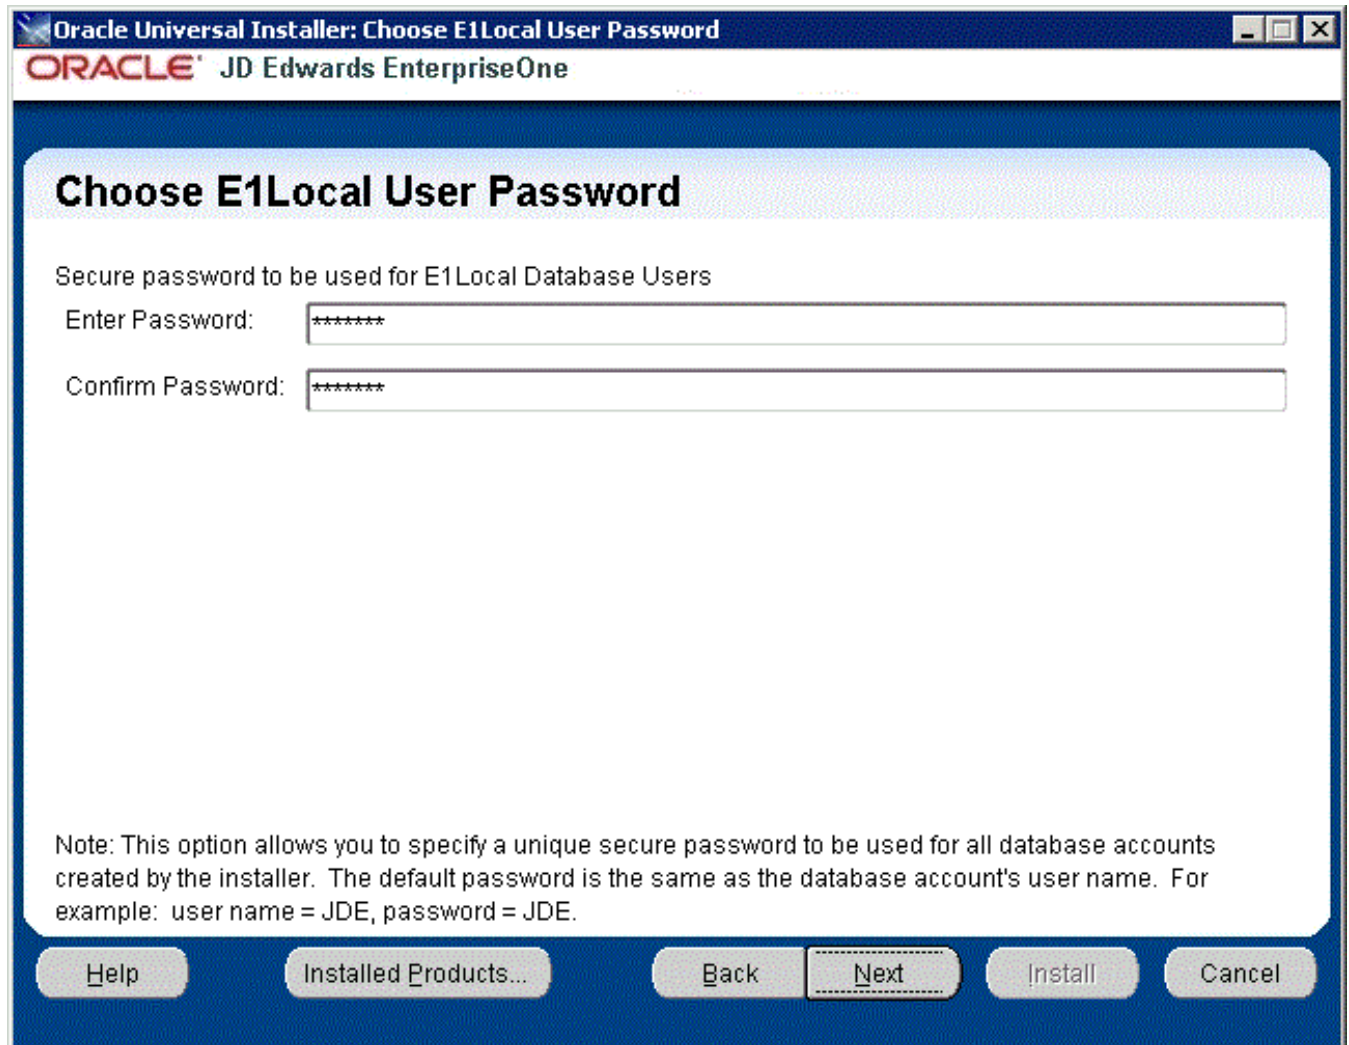 Oracle Universal Installer: Choose E1Local User Password
ORACLE JD Edwards EnterpriseOne
Choose E1Local User Password
Secure password to be used for E1Local Database Users
Enter Password: *******
Confirm Password: *******
Note: This option allows you to specify a unique secure password to be used for all database accounts
created by the installer.  The default password is the same as the database account's user name.  For
example:  user name = JDE, password = JDE.
Help Installed Products... Back Next Install Cancel